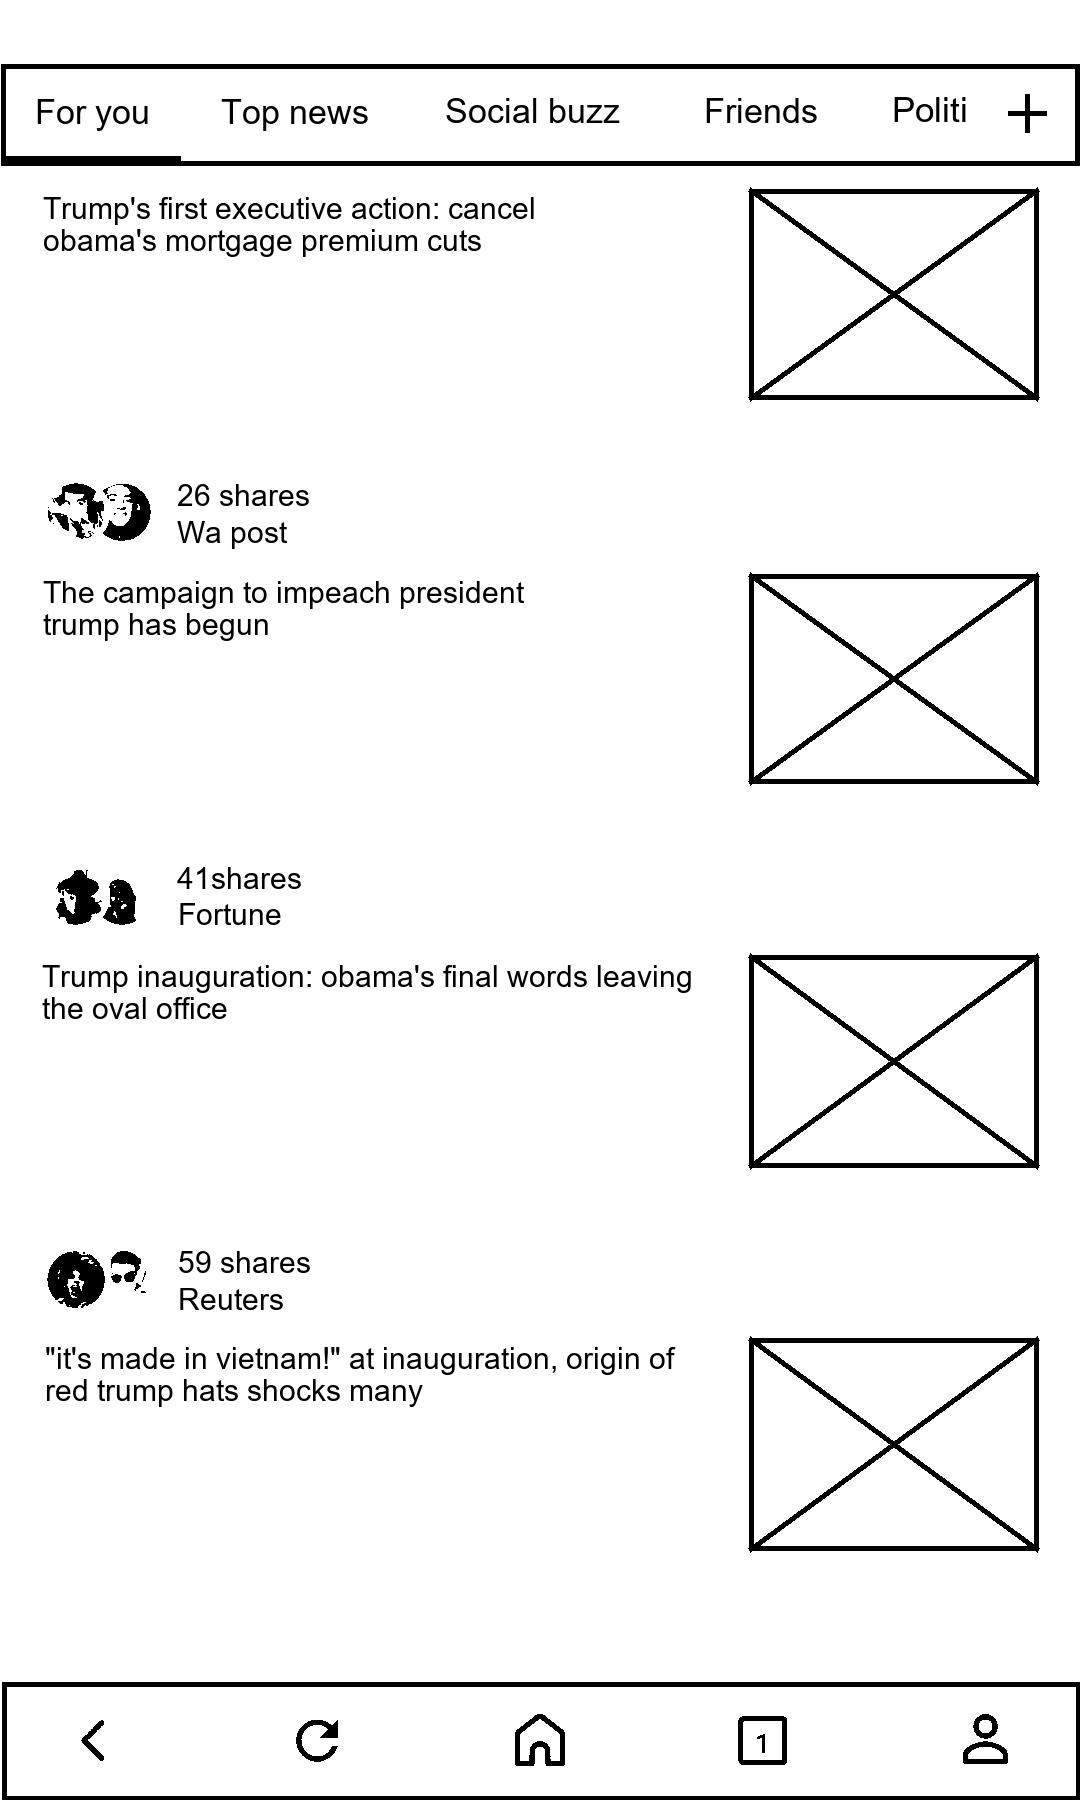 For you Top news Social buzz Friends Politi
Trump's first executive action: cancel
obama's mortgage premium cuts
26 shares
Wa post
The campaign to impeach president
trump has begun
41shares
Fortune
Trump inauguration: obama's final words leaving
the oval office
59 shares
Reuters
"it's made in vietnam!" at inauguration, origin of
red trump hats shocks many
1